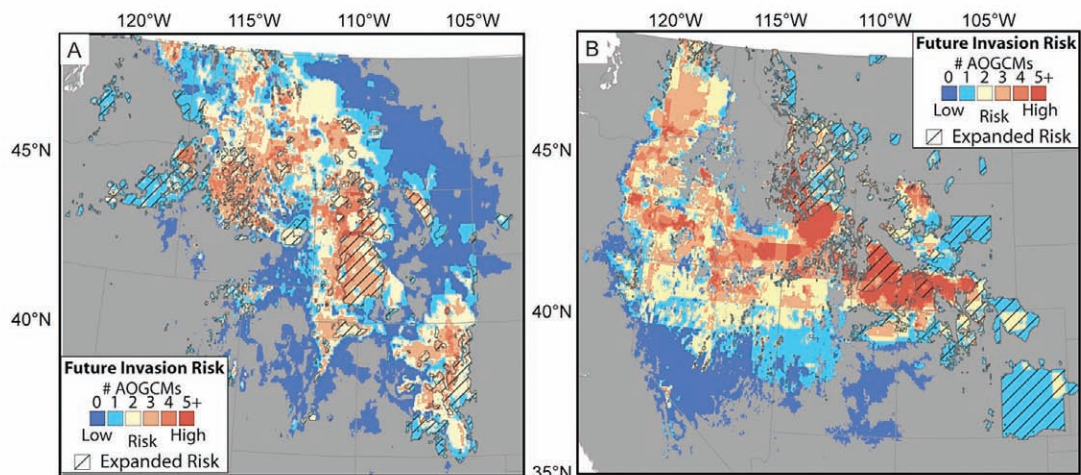 120°W 115°W 110°W 105°W
A
45°N
40°N
Future Invasion Risk
# AOGCMs
0 1 2 3 4 5+
Low Risk High
Expanded Risk
120°W 115°W 110°W 105°W
B
Future Invasion Risk
# AOGCMs
0 1 2 3 4 5+
Low Risk High
Expanded Risk
45°N
40°N
35°N